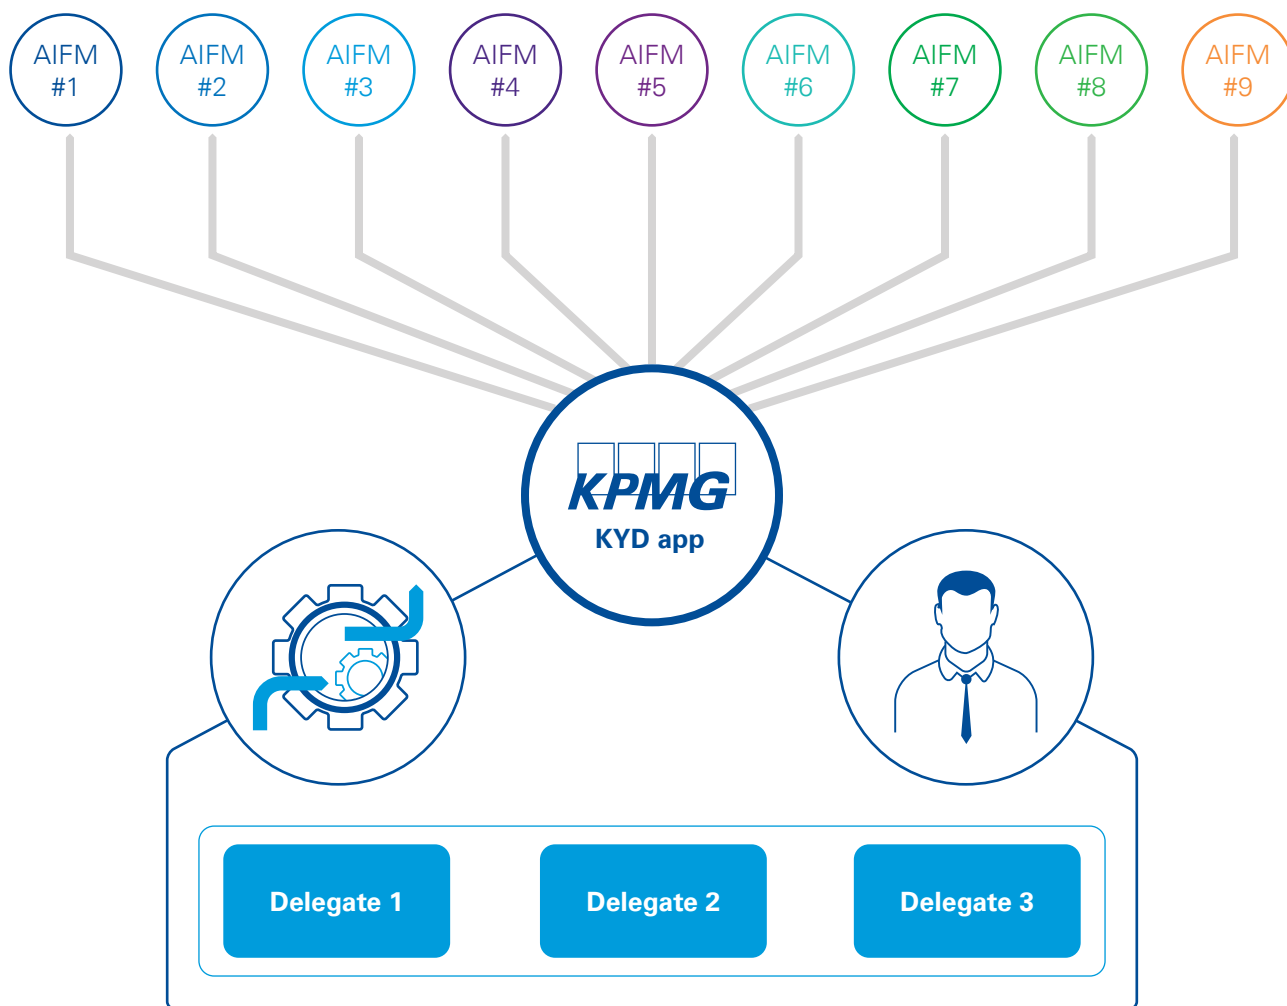 AIFM
#1
AIFM
#2
AIFM
#3
AIFM
#4
AIFM
#5
AIFM
#6
AIFM
#7
AIFM
#8
AIFM
#9
KPMG
KYD app
Delegate 1
Delegate 2
Delegate 3